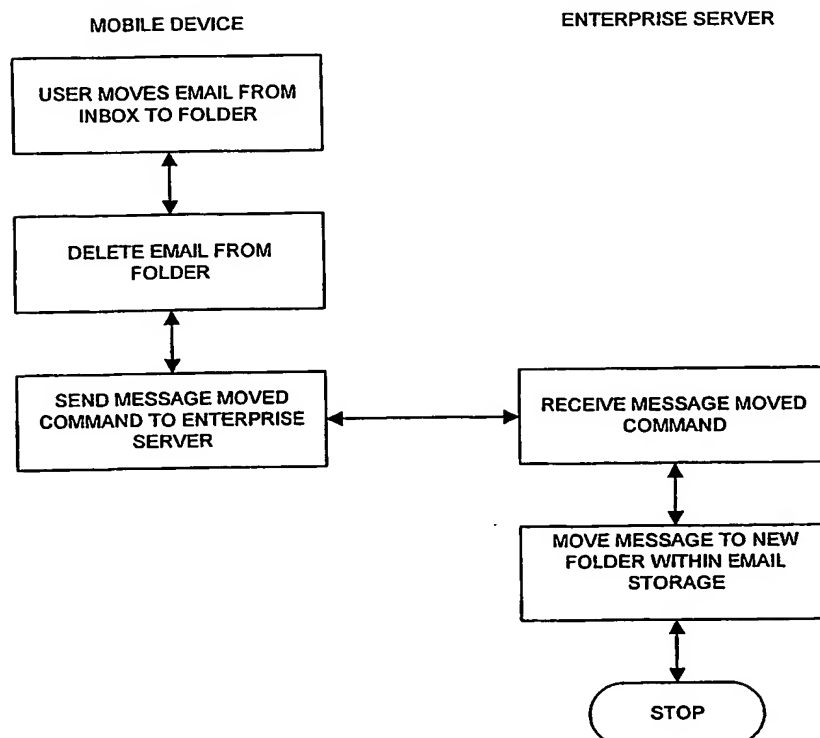 MOBILE DEVICE
ENTERPRISE SERVER
USER MOVES EMAIL FROM
INBOX TO FOLDER
DELETE EMAIL FROM
FOLDER
SEND MESSAGE MOVED
COMMAND TO ENTERPRISE
SERVER
RECEIVE MESSAGE MOVED
COMMAND
MOVE MESSAGE TO NEW
FOLDER WITHIN EMAIL
STORAGE
STOP